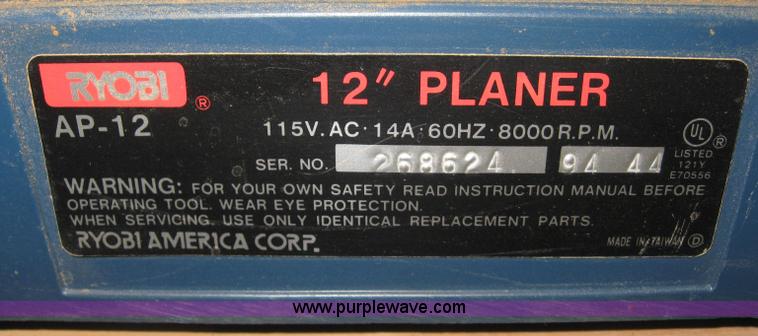 RYOBI ® 12" PLANER
AP-12 115V. AC · 14A · 60HZ · 8000 R.P.M.
UL ®
LISTED
121Y
E70556
SER. NO. 268624 94 44
WARNING: FOR YOUR OWN SAFETY READ INSTRUCTION MANUAL BEFORE
OPERATING TOOL. WEAR EYE PROTECTION.
WHEN SERVICING. USE ONLY IDENTICAL REPLACEMENT PARTS.
RYOBI AMERICA CORP. MADE IN TAIWAN D
www.purplewave.com